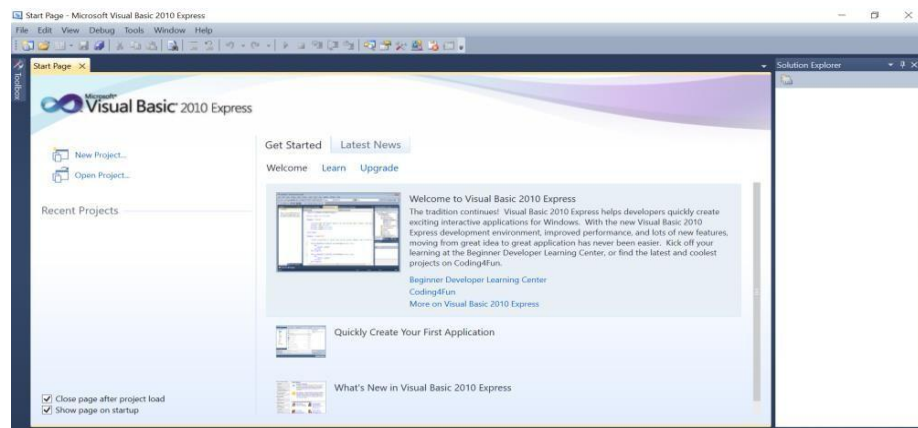 Start Page - Microsoft Visual Basic 2010 Express
File Edit View Debug Tools Window Help
Toolbox
Start Page
Solution Explorer
Microsoft
Visual Basic 2010 Express
New Project...
Open Project...
Recent Projects
Close page after project load
Show page on startup
Get Started Latest News
Welcome Learn Upgrade
Welcome to Visual Basic 2010 Express
The tradition continues! Visual Basic 2010 Express helps developers quickly create
exciting interactive applications for Windows. With the new Visual Basic 2010
Express development environment, improved performance, and lots of new features,
moving from great idea to great application has never been easier. Kick off your
learning at the Beginner Developer Learning Center, or find the latest and coolest
projects on Coding4Fun.
Beginner Developer Learning Center
Coding4Fun
More on Visual Basic 2010 Express
Quickly Create Your First Application
What's New in Visual Basic 2010 Express